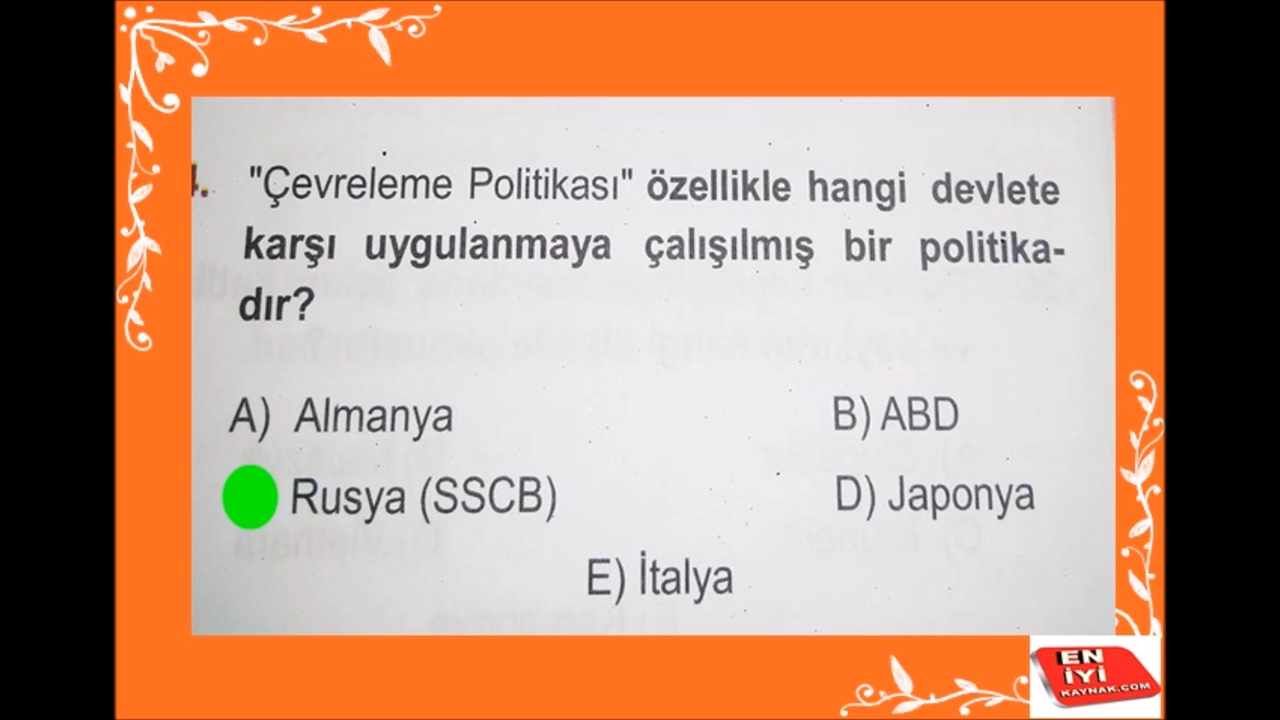 "Çevreleme Politikası" özellikle hangi devlete
karşı uygulanmaya çalışılmış bir politika-
dır?
A) Almanya
B) ABD
Rusya (SSCB)
D) Japonya
E) İtalya
EN
İYİ
KAYNAK.COM